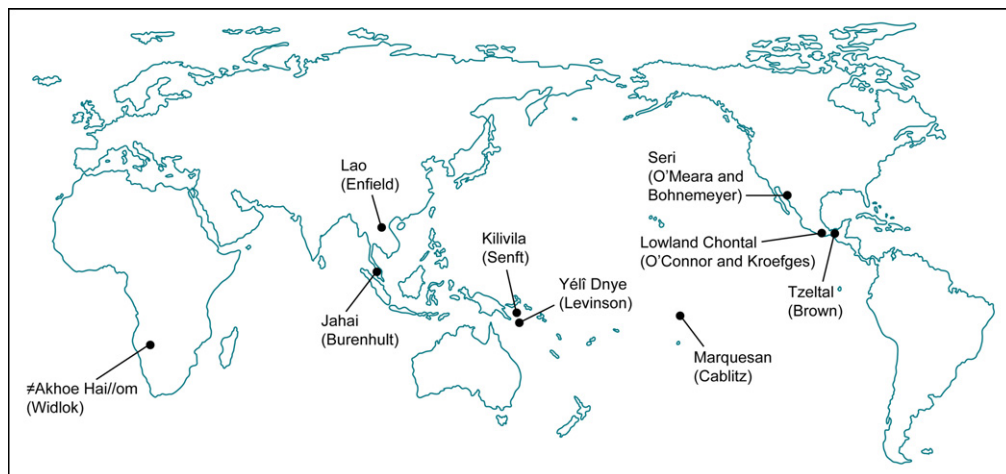 Lao
(Enfield)
Seri
(O'Meara and
Bohnemeyer)
Kilivila
(Senft)
Lowland Chontal
(O'Connor and Kroefges)
Yélî Dnye
(Levinson)
Tzeltal
(Brown)
Jahai
(Burenhult)
Marquesan
(Cablitz)
≠Akhoe Hai//om
(Widlok)